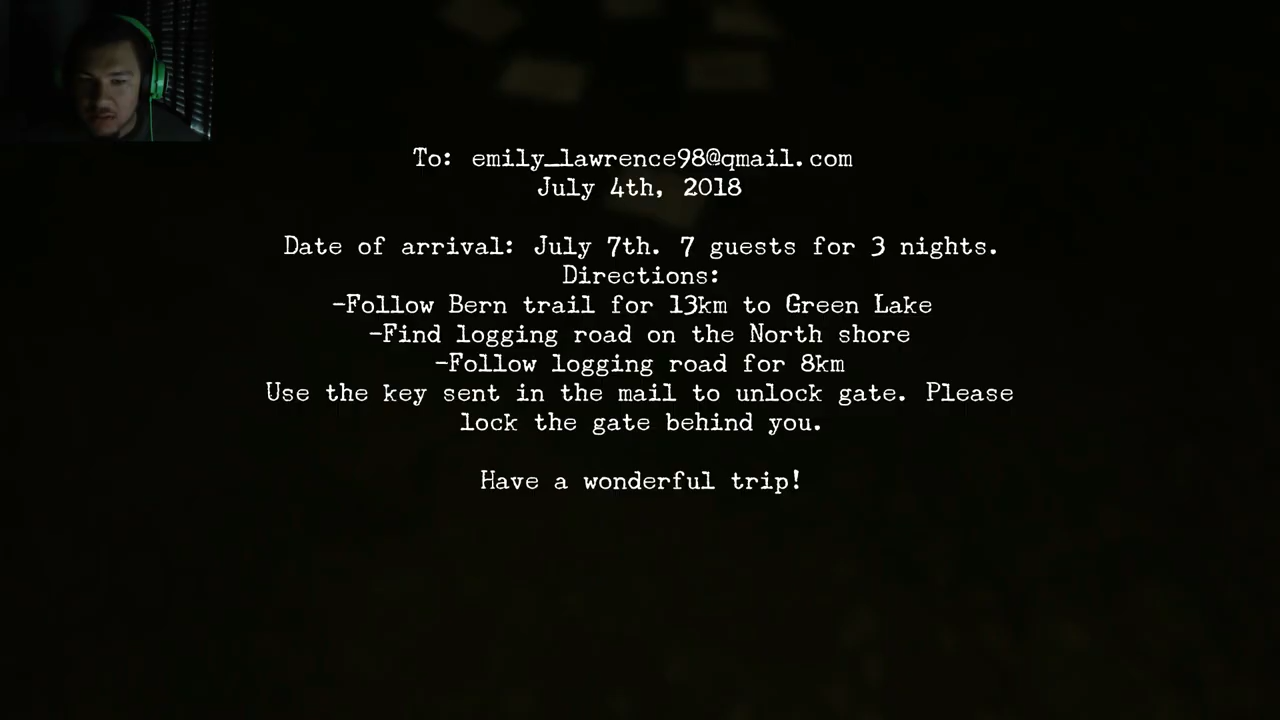 To: emily_lawrence98@qmail.com
July 4th, 2018
Date of arrival: July 7th. 7 guests for 3 nights.
Directions:
-Follow Bern trail for 13km to Green Lake
-Find logging road on the North shore
-Follow logging road for 8km
Use the key sent in the mail to unlock gate. Please
lock the gate behind you.
Have a wonderful trip!